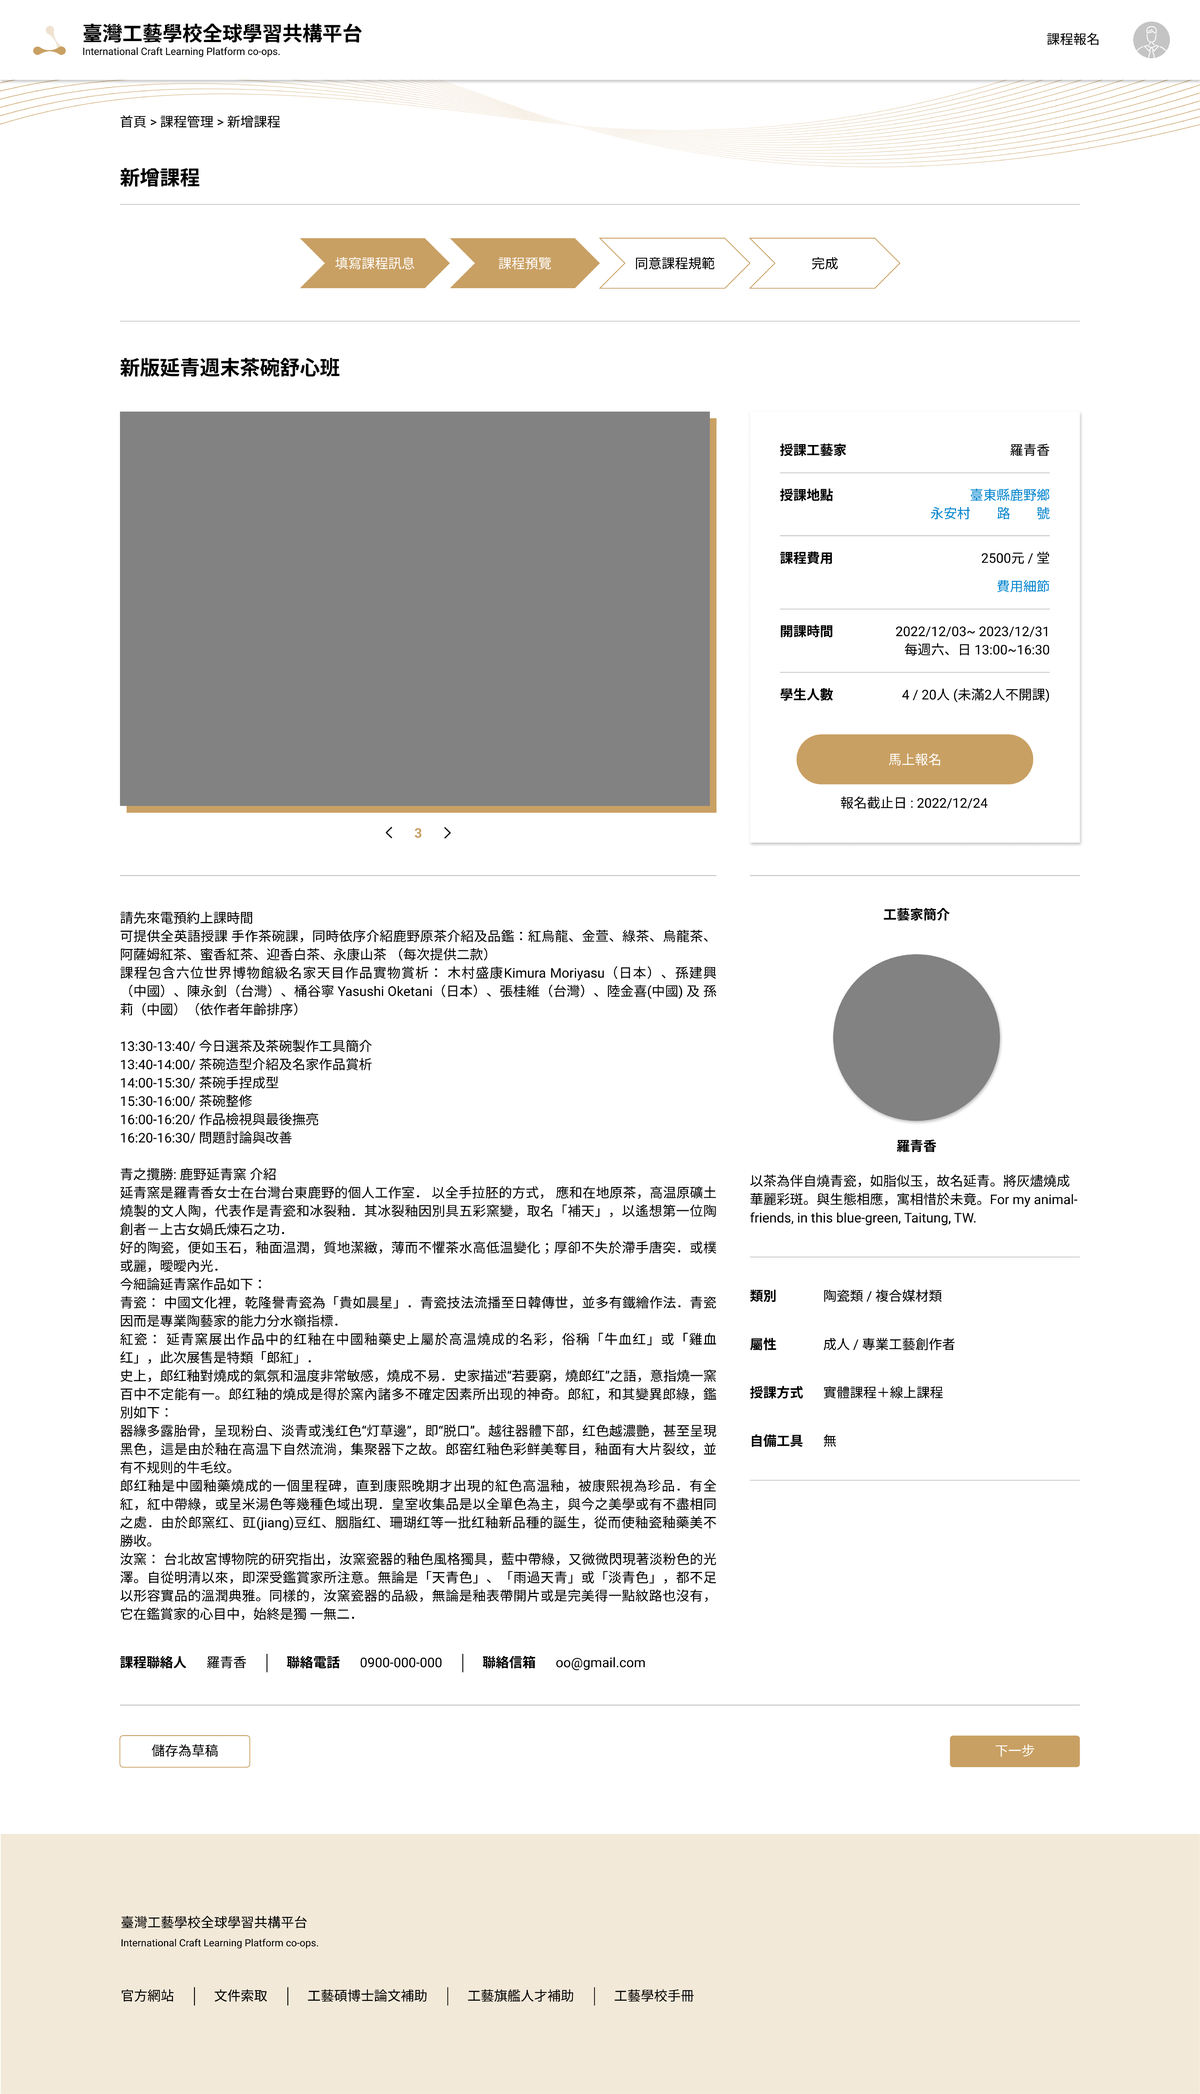 臺灣工藝學校全球學習共構平台
International Craft Learning Platform co-ops.
課程報名
首頁 > 課程管理 > 新增課程
新增課程
填寫課程訊息
課程預覽
同意課程規範
完成
新版延青週末茶碗舒心班
授課工藝家 羅青香
授課地點 臺東縣鹿野鄉
永安村 路 號
課程費用 2500元 / 堂
費用細節
開課時間 2022/12/03~ 2023/12/31
每週六、日 13:00~16:30
學生人數 4 / 20人 (未滿2人不開課)
馬上報名
報名截止日 : 2022/12/24
3
請先來電預約上課時間
可提供全英語授課 手作茶碗課，同時依序介紹鹿野原茶介紹及品鑑：紅烏龍、金萱、綠茶、烏龍茶、
阿薩姆紅茶、蜜香紅茶、迎香白茶、永康山茶 （每次提供二款）
課程包含六位世界博物館級名家天目作品實物賞析： 木村盛康Kimura Moriyasu（日本）、孫建興
（中國）、陳永釗（台灣）、桶谷寧 Yasushi Oketani（日本）、張桂維（台灣）、陸金喜(中國) 及 孫
莉（中國）（依作者年齡排序）
13:30-13:40/ 今日選茶及茶碗製作工具簡介
13:40-14:00/ 茶碗造型介紹及名家作品賞析
14:00-15:30/ 茶碗手捏成型
15:30-16:00/ 茶碗整修
16:00-16:20/ 作品檢視與最後撫亮
16:20-16:30/ 問題討論與改善
青之攬勝: 鹿野延青窯 介紹
延青窯是羅青香女士在台灣台東鹿野的個人工作室． 以全手拉胚的方式， 應和在地原茶，高温原礦土
燒製的文人陶，代表作是青瓷和冰裂釉．其冰裂釉因別具五彩窯變，取名「補天」，以遙想第一位陶
創者－上古女媧氏煉石之功．
好的陶瓷，便如玉石，釉面温潤，質地潔緻，薄而不懼茶水高低温變化；厚卻不失於滯手唐突．或樸
或麗，曖曖內光．
今細論延青窯作品如下：
青瓷： 中國文化裡，乾隆譽青瓷為「貴如晨星」．青瓷技法流播至日韓傳世，並多有鐵繪作法．青瓷
因而是專業陶藝家的能力分水嶺指標．
紅瓷： 延青窯展出作品中的红釉在中國釉藥史上屬於高温燒成的名彩，俗稱「牛血红」或「雞血
红」，此次展售是特類「郎紅」．
史上，郎红釉對燒成的氣氛和温度非常敏感，燒成不易．史家描述“若要窮，燒郎红”之語，意指燒一窯
百中不定能有一。郎红釉的燒成是得於窯內諸多不確定因素所出现的神奇。郎紅，和其變異郎綠，鑑
別如下：
器緣多露胎骨，呈现粉白、淡青或浅红色“灯草邊”，即“脱口”。越往器體下部，红色越濃艷，甚至呈現
黑色，這是由於釉在高温下自然流淌，集聚器下之故。郎窑红釉色彩鮮美奪目，釉面有大片裂纹，並
有不规则的牛毛纹。
郎红釉是中國釉藥燒成的一個里程碑，直到康熙晚期才出現的紅色高温釉，被康熙視為珍品．有全
紅，紅中帶綠，或呈米湯色等幾種色域出現．皇室收集品是以全單色為主，與今之美學或有不盡相同
之處．由於郎窯红、豇(jiang)豆红、胭脂红、珊瑚红等一批红釉新品種的誕生，從而使釉瓷釉藥美不
勝收。
汝窯： 台北故宮博物院的研究指出，汝窯瓷器的釉色風格獨具，藍中帶綠，又微微閃現著淡粉色的光
澤。自從明清以來，即深受鑑賞家所注意。無論是「天青色」、「雨過天青」或「淡青色」，都不足
以形容實品的溫潤典雅。同樣的，汝窯瓷器的品級，無論是釉表帶開片或是完美得一點紋路也沒有，
它在鑑賞家的心目中，始終是獨 一無二．
課程聯絡人 羅青香 | 聯絡電話 0900-000-000 | 聯絡信箱 oo@gmail.com
工藝家簡介
羅青香
以茶為伴自燒青瓷，如脂似玉，故名延青。將灰燼燒成
華麗彩斑。與生態相應，寓相惜於未竟。For my animal-
friends, in this blue-green, Taitung, TW.
類別 陶瓷類 / 複合媒材類
屬性 成人 / 專業工藝創作者
授課方式 實體課程＋線上課程
自備工具 無
儲存為草稿
下一步
臺灣工藝學校全球學習共構平台
International Craft Learning Platform co-ops.
官方網站 | 文件索取 | 工藝碩博士論文補助 | 工藝旗艦人才補助 | 工藝學校手冊